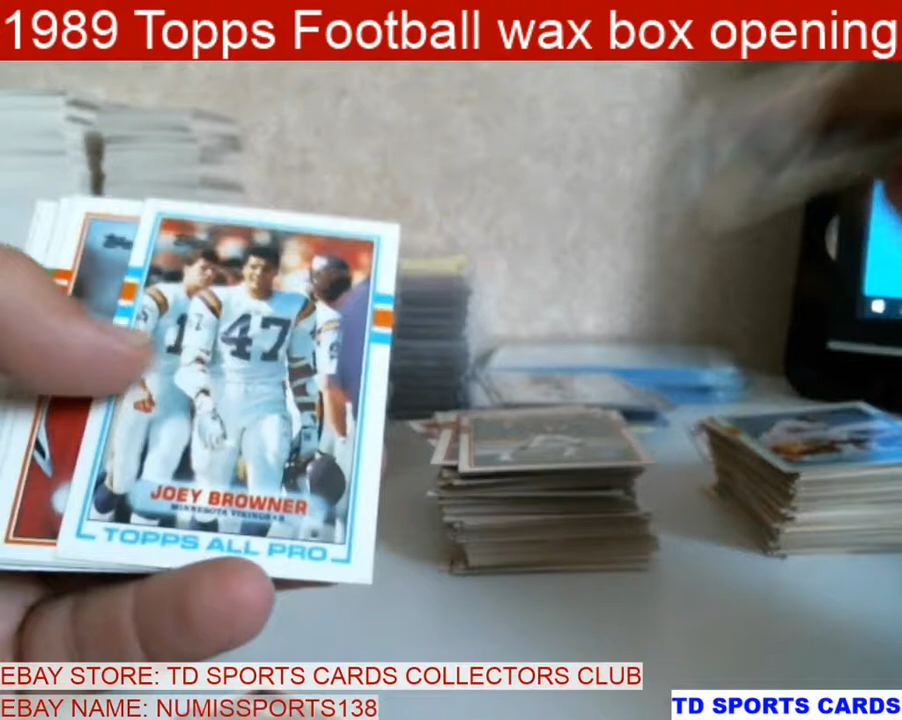 1989 Topps Football wax box opening
47
1
JOEY BROWNER
MINNESOTA VIKINGS
TOPPS ALL PRO
EBAY STORE: TD SPORTS CARDS COLLECTORS CLUB
EBAY NAME: NUMISSPORTS138
TD SPORTS CARDS